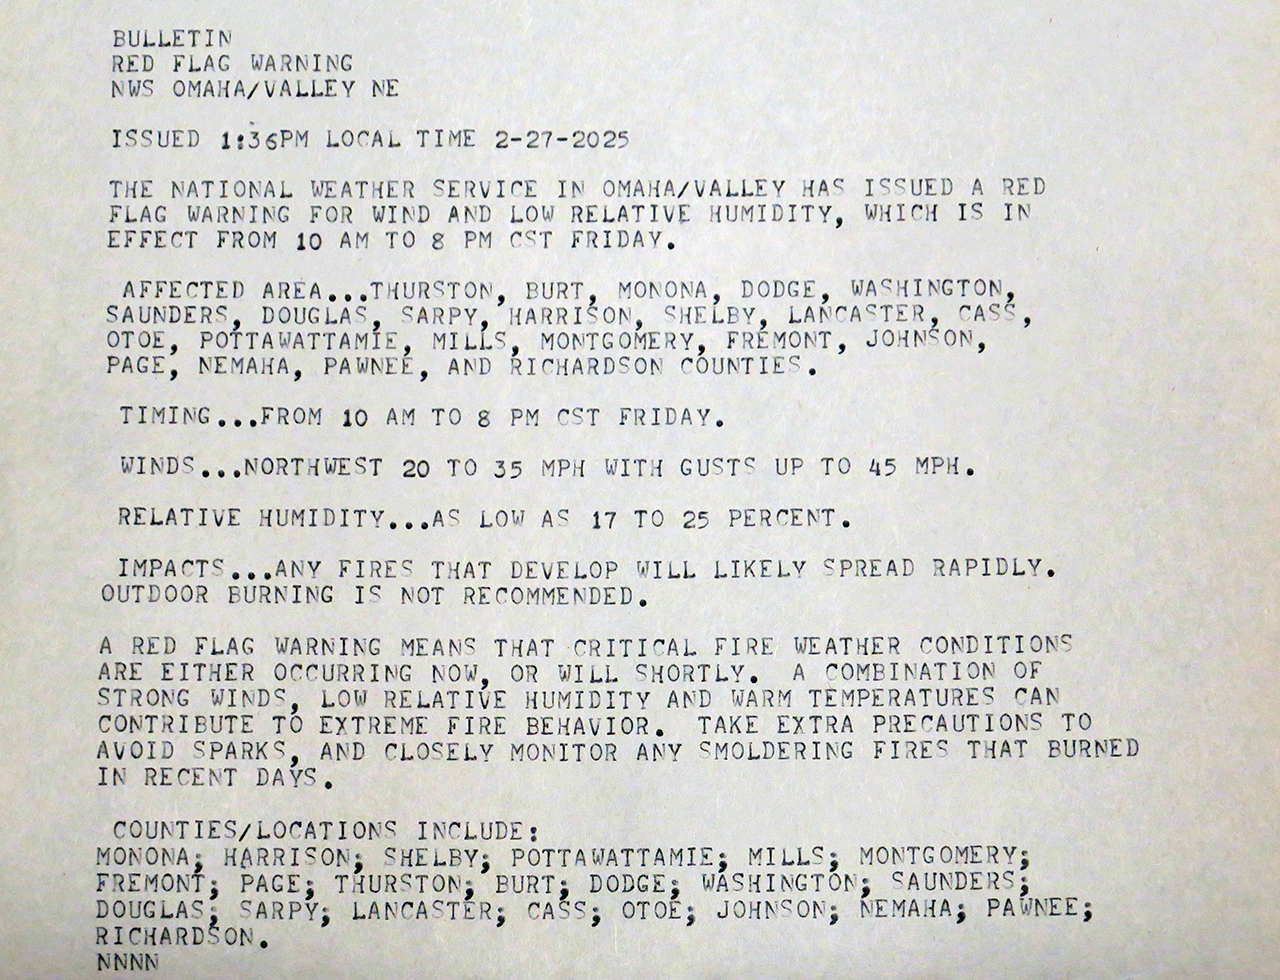 BULLETIN
RED FLAG WARNING
NWS OMAHA/VALLEY NE
ISSUED 1:36PM LOCAL TIME 2-27-2025
THE NATIONAL WEATHER SERVICE IN OMAHA/VALLEY HAS ISSUED A RED
FLAG WARNING FOR WIND AND LOW RELATIVE HUMIDITY, WHICH IS IN
EFFECT FROM 10 AM TO 8 PM CST FRIDAY.
AFFECTED AREA...THURSTON, BURT, MONONA, DODGE, WASHINGTON,
SAUNDERS, DOUGLAS, SARPY, HARRISON, SHELBY, LANCASTER, CASS,
OTOE, POTTAWATTAMIE, MILLS, MONTGOMERY, FREMONT, JOHNSON,
PAGE, NEMAHA, PAWNEE, AND RICHARDSON COUNTIES.
TIMING...FROM 10 AM TO 8 PM CST FRIDAY.
WINDS...NORTHWEST 20 TO 35 MPH WITH GUSTS UP TO 45 MPH.
RELATIVE HUMIDITY...AS LOW AS 17 TO 25 PERCENT.
IMPACTS...ANY FIRES THAT DEVELOP WILL LIKELY SPREAD RAPIDLY.
OUTDOOR BURNING IS NOT RECOMMENDED.
A RED FLAG WARNING MEANS THAT CRITICAL FIRE WEATHER CONDITIONS
ARE EITHER OCCURRING NOW, OR WILL SHORTLY.  A COMBINATION OF
STRONG WINDS, LOW RELATIVE HUMIDITY AND WARM TEMPERATURES CAN
CONTRIBUTE TO EXTREME FIRE BEHAVIOR.  TAKE EXTRA PRECAUTIONS TO
AVOID SPARKS, AND CLOSELY MONITOR ANY SMOLDERING FIRES THAT BURNED
IN RECENT DAYS.
COUNTIES/LOCATIONS INCLUDE:
MONONA; HARRISON; SHELBY; POTTAWATTAMIE; MILLS; MONTGOMERY;
FREMONT; PAGE; THURSTON; BURT; DODGE; WASHINGTON; SAUNDERS;
DOUGLAS; SARPY; LANCASTER; CASS; OTOE; JOHNSON; NEMAHA; PAWNEE;
RICHARDSON.
NNNN